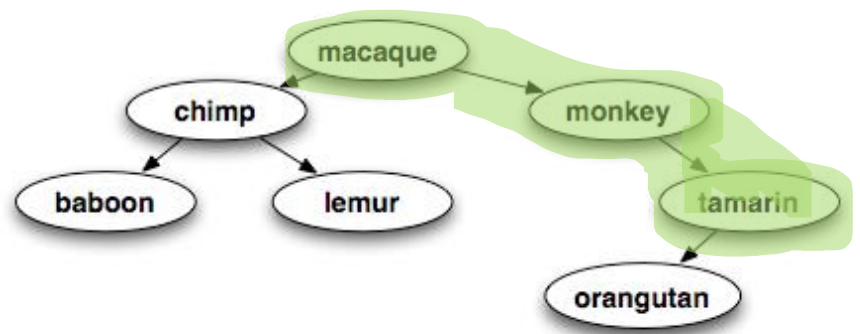 macaque
chimp
monkey
baboon
lemur
tamarin
orangutan